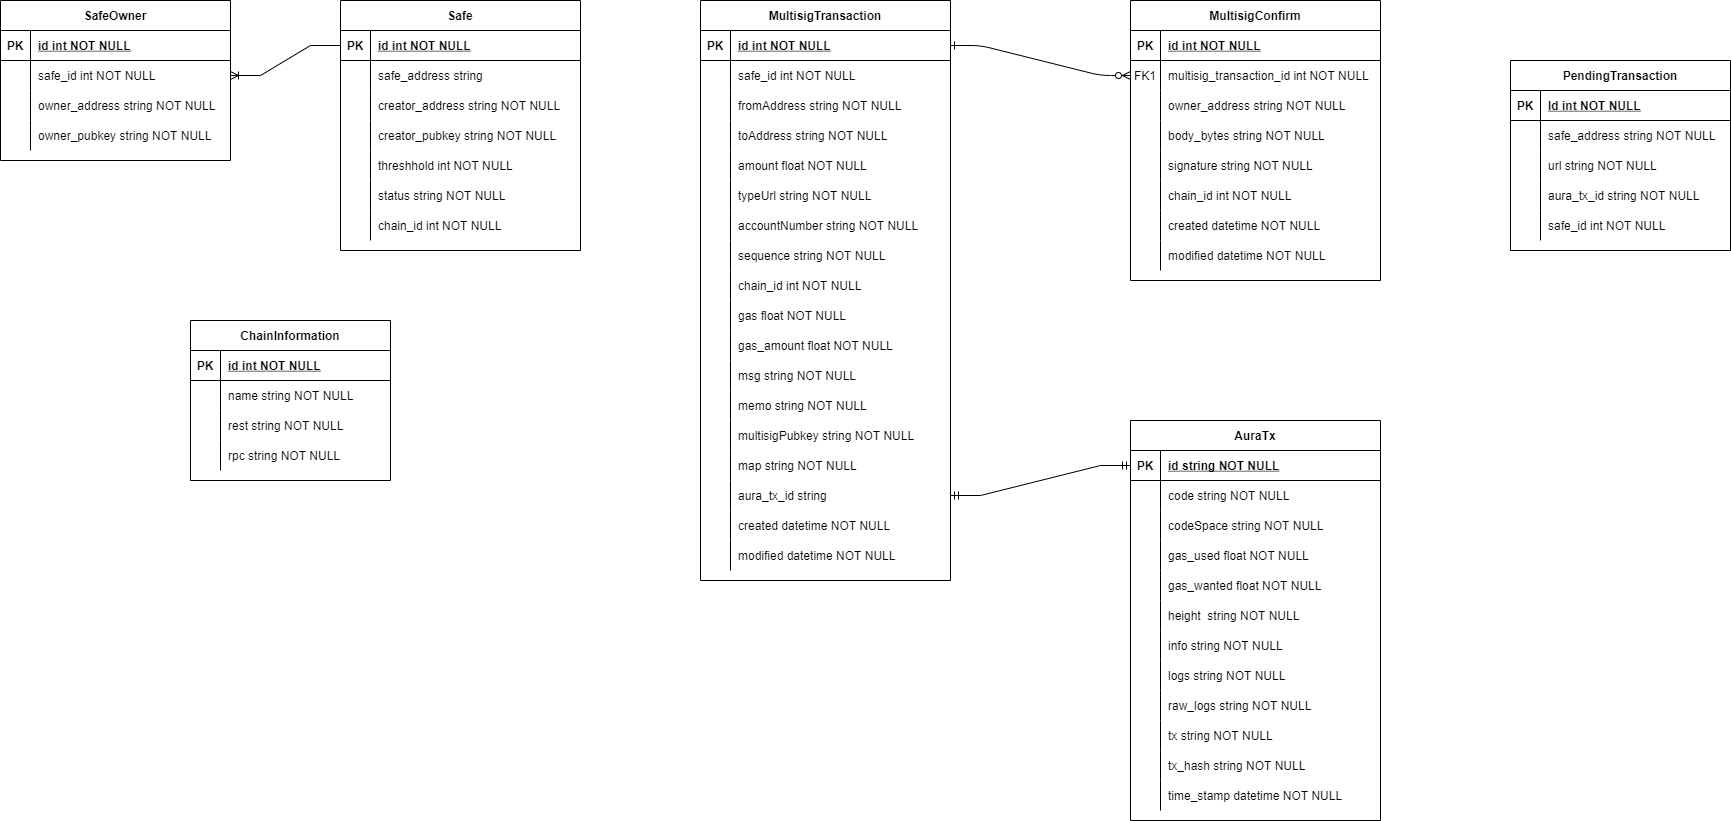 SafeOwner
PK id int NOT NULL
safe_id int NOT NULL
owner_address string NOT NULL
owner_pubkey string NOT NULL
Safe
PK id int NOT NULL
safe_address string
creator_address string NOT NULL
creator_pubkey string NOT NULL
threshhold int NOT NULL
status string NOT NULL
chain_id int NOT NULL
ChainInformation
PK id int NOT NULL
name string NOT NULL
rest string NOT NULL
rpc string NOT NULL
MultisigTransaction
PK id int NOT NULL
safe_id int NOT NULL
fromAddress string NOT NULL
toAddress string NOT NULL
amount float NOT NULL
typeUrl string NOT NULL
accountNumber string NOT NULL
sequence string NOT NULL
chain_id int NOT NULL
gas float NOT NULL
gas_amount float NOT NULL
msg string NOT NULL
memo string NOT NULL
multisigPubkey string NOT NULL
map string NOT NULL
aura_tx_id string
created datetime NOT NULL
modified datetime NOT NULL
MultisigConfirm
PK id int NOT NULL
FK1 multisig_transaction_id int NOT NULL
owner_address string NOT NULL
body_bytes string NOT NULL
signature string NOT NULL
chain_id int NOT NULL
created datetime NOT NULL
modified datetime NOT NULL
AuraTx
PK id string NOT NULL
code string NOT NULL
codeSpace string NOT NULL
gas_used float NOT NULL
gas_wanted float NOT NULL
height string NOT NULL
info string NOT NULL
logs string NOT NULL
raw_logs string NOT NULL
tx string NOT NULL
tx_hash string NOT NULL
time_stamp datetime NOT NULL
PendingTransaction
PK Id int NOT NULL
safe_address string NOT NULL
url string NOT NULL
aura_tx_id string NOT NULL
safe_id int NOT NULL